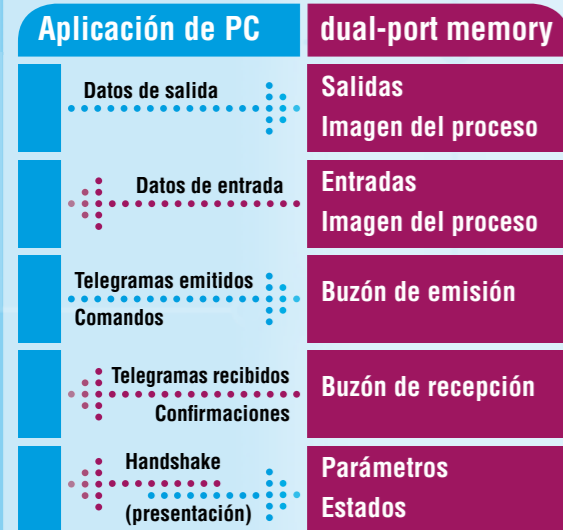 Aplicación de PC
dual-port memory
Datos de salida
Salidas
Imagen del proceso
Datos de entrada
Entradas
Imagen del proceso
Telegramas emitidos
Comandos
Buzón de emisión
Telegramas recibidos
Confirmaciones
Buzón de recepción
Handshake
(presentación)
Parámetros
Estados